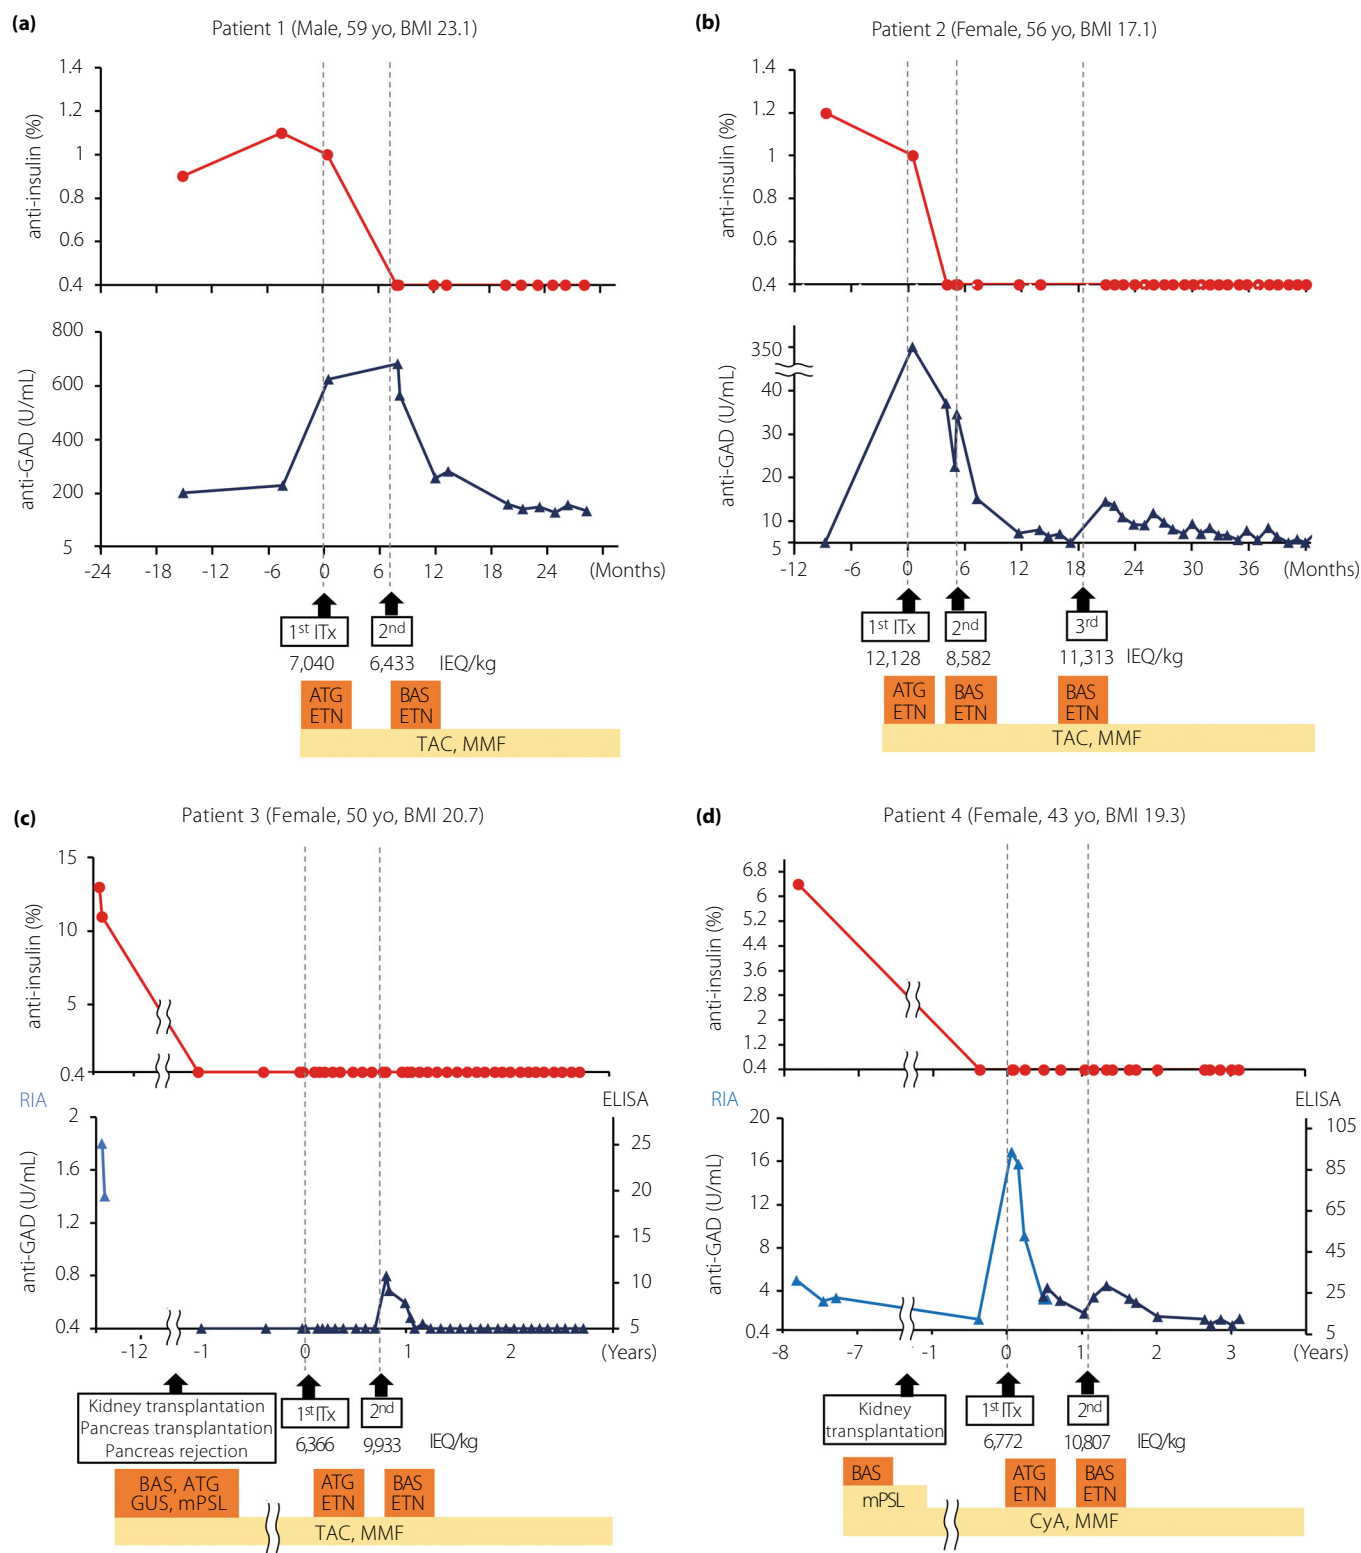 (a)
Patient 1 (Male, 59 yo, BMI 23.1)
anti-insulin (%)
1.4
1.2
1
0.8
0.6
0.4
anti-GAD (U/mL)
800
600
400
200
5
-24 -18 -12 -6 0 6 12 18 24 (Months)
1st ITx 2nd
7,040 6,433 IEQ/kg
ATG BAS
ETN ETN
TAC, MMF
(b)
Patient 2 (Female, 56 yo, BMI 17.1)
anti-insulin (%)
1.4
1.2
1
0.8
0.6
0.4
anti-GAD (U/mL)
350
40
30
20
10
5
-12 -6 0 6 12 18 24 30 36 (Months)
1st ITx 2nd 3rd
12,128 8,582 11,313 IEQ/kg
ATG BAS BAS
ETN ETN ETN
TAC, MMF
(c)
Patient 3 (Female, 50 yo, BMI 20.7)
anti-insulin (%)
15
10
5
0.4
RIA ELISA
anti-GAD (U/mL)
2
1.6
1.2
0.8
0.4
25
20
15
10
5
-12 -1 0 1 2 (Years)
Kidney transplantation
Pancreas transplantation
Pancreas rejection
1st ITx 2nd
6,366 9,933 IEQ/kg
BAS, ATG ATG BAS
GUS, mPSL ETN ETN
TAC, MMF
(d)
Patient 4 (Female, 43 yo, BMI 19.3)
anti-insulin (%)
6.8
6
5.2
4.4
3.6
2.8
2
1.2
0.4
RIA ELISA
anti-GAD (U/mL)
20
16
12
8
4
0.4
105
85
65
45
25
5
-8 -7 -1 0 1 2 3 (Years)
Kidney
transplantation
1st ITx 2nd
6,772 10,807 IEQ/kg
BAS ATG BAS
mPSL ETN ETN
CyA, MMF